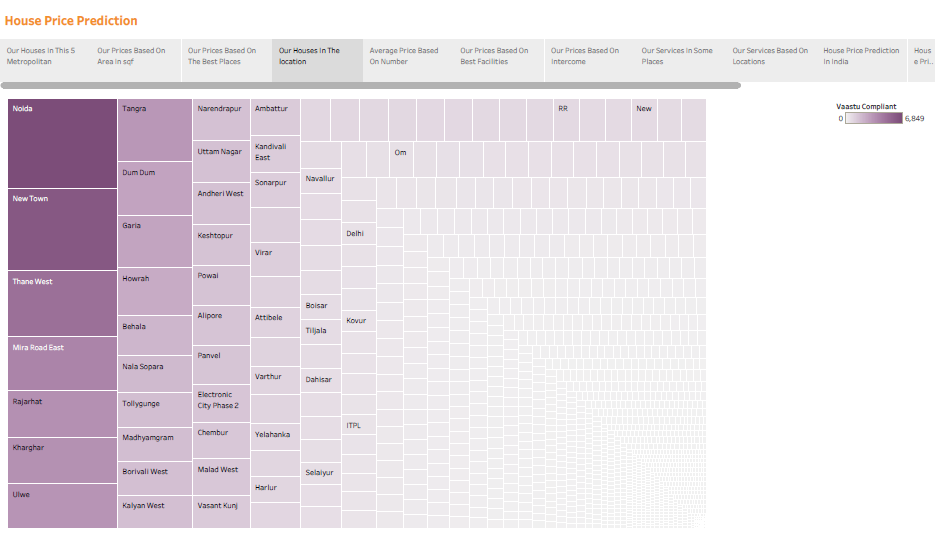 House Price Prediction
Our Houses In This 5
Metropolitan
Our Prices Based On
Area In sqf
Our Prices Based On
The Best Places
Our Houses In The
location
Average Price Based
On Number
Our Prices Based On
Best Facilities
Our Prices Based On
Intercome
Our Services In Some
Places
Our Services Based On
Locations
House Price Prediction
In India
Hous
e Pri..
Noida
New Town
Thane West
Mira Road East
Rajarhat
Kharghar
Ulwe
Tangra
Dum Dum
Garia
Howrah
Behala
Nala Sopara
Tollygunge
Madhyamgram
Borivali West
Kalyan West
Narendrapur
Uttam Nagar
Andheri West
Keshtopur
Powai
Alipore
Panvel
Electronic
City Phase 2
Chembur
Malad West
Vasant Kunj
Ambattur
Kandivali
East
Sonarpur
Virar
Attibele
Varthur
Yelahanka
Harlur
Navallur
Boisar
Tiljala
Dahisar
Selaiyur
Delhi
Kovur
ITPL
Om
RR
New
Vaastu Compliant
0
6,849